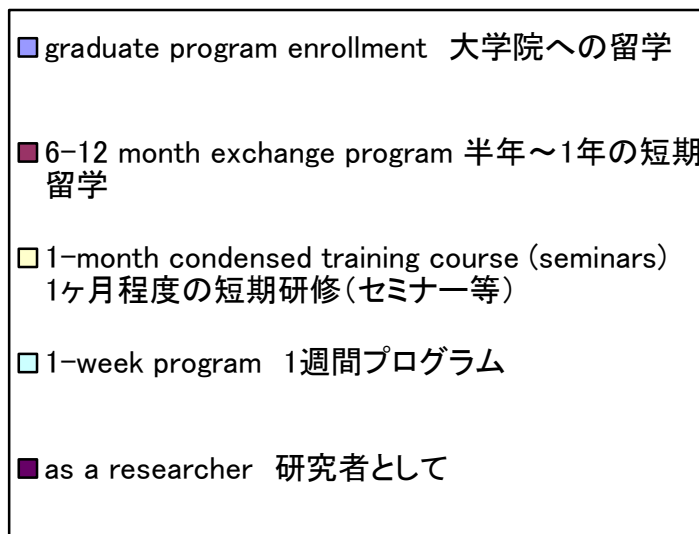 graduate program enrollment 大学院への留学
6-12 month exchange program 半年～1年の短期
留学
1-month condensed training course (seminars)
1ヶ月程度の短期研修(セミナー等)
1-week program 1週間プログラム
as a researcher 研究者として